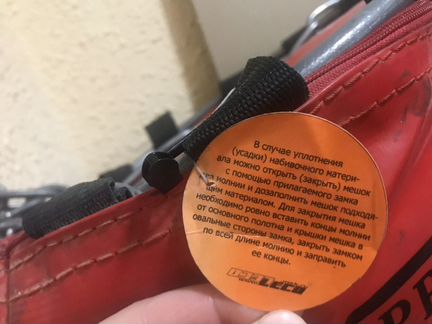 В случае уплотнения
(усадки) набивочного матери-
ала можно открыть (закрыть) мешок
с помощью прилагаемого замка
на молнии и дозаполнить мешок подходя-
щим материалом. Для закрытия мешка
необходимо ровно вставить концы молнии
от основного полотна и крышки мешка в
овальные стороны замка, закрыть замком
по всей длине молнию и заправить
ее концы.